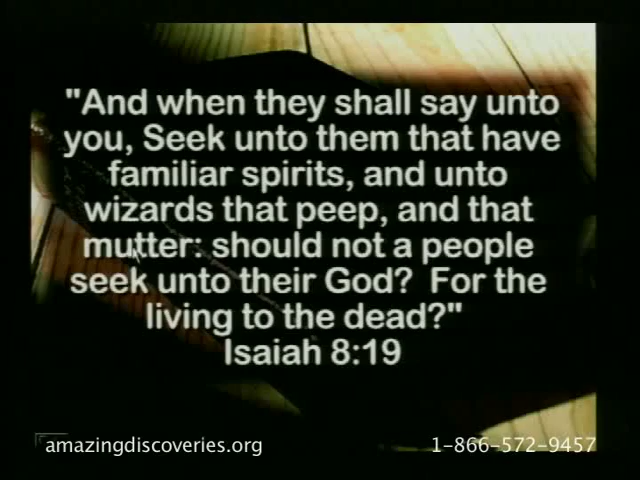 "And when they shall say unto
you, Seek unto them that have
familiar spirits, and unto
wizards that peep, and that
mutter: should not a people
seek unto their God?  For the
living to the dead?"
Isaiah 8:19
amazingdiscoveries.org 1-866-572-9457